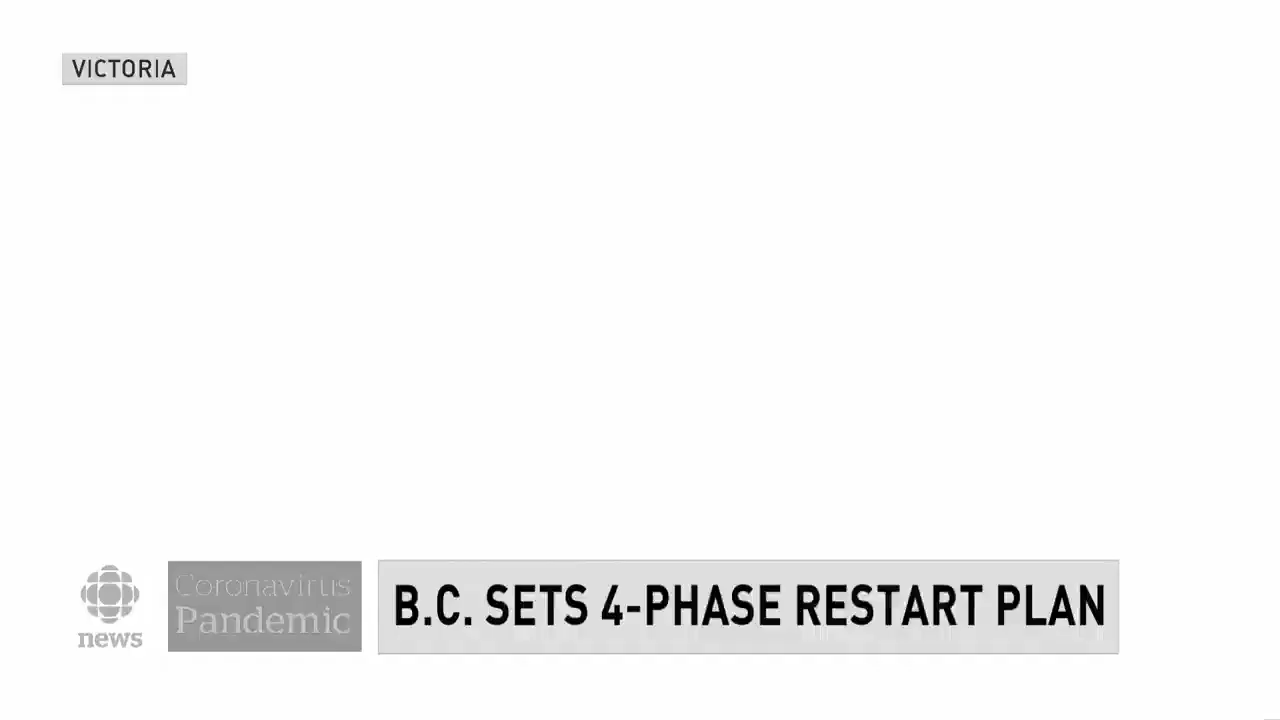 VICTORIA
news
Coronavirus
Pandemic
B.C. SETS 4-PHASE RESTART PLAN